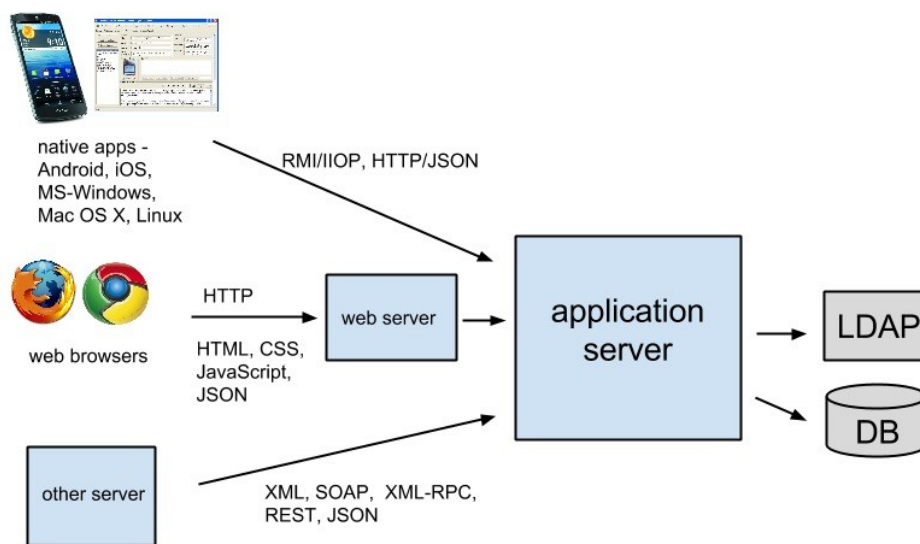 native apps -
Android, iOS,
MS-Windows,
Mac OS X, Linux
RMI/IIOP, HTTP/JSON
web browsers
HTTP
HTML, CSS,
JavaScript,
JSON
web server
application
server
LDAP
DB
other server
XML, SOAP, XML-RPC,
REST, JSON